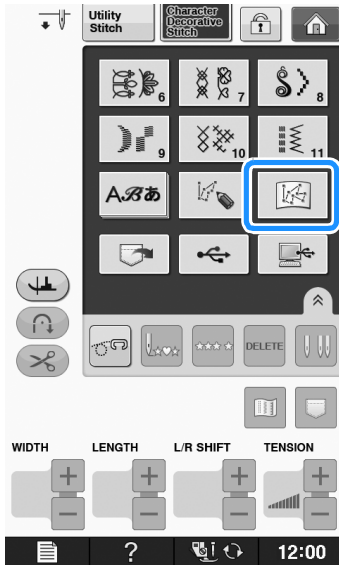 Utility
Stitch
Character
Decorative
Stitch
6
7
8
9
10
11
ABあ
DELETE
WIDTH
LENGTH
L/R SHIFT
TENSION
+
+
+
+
−
−
−
−
?
12:00